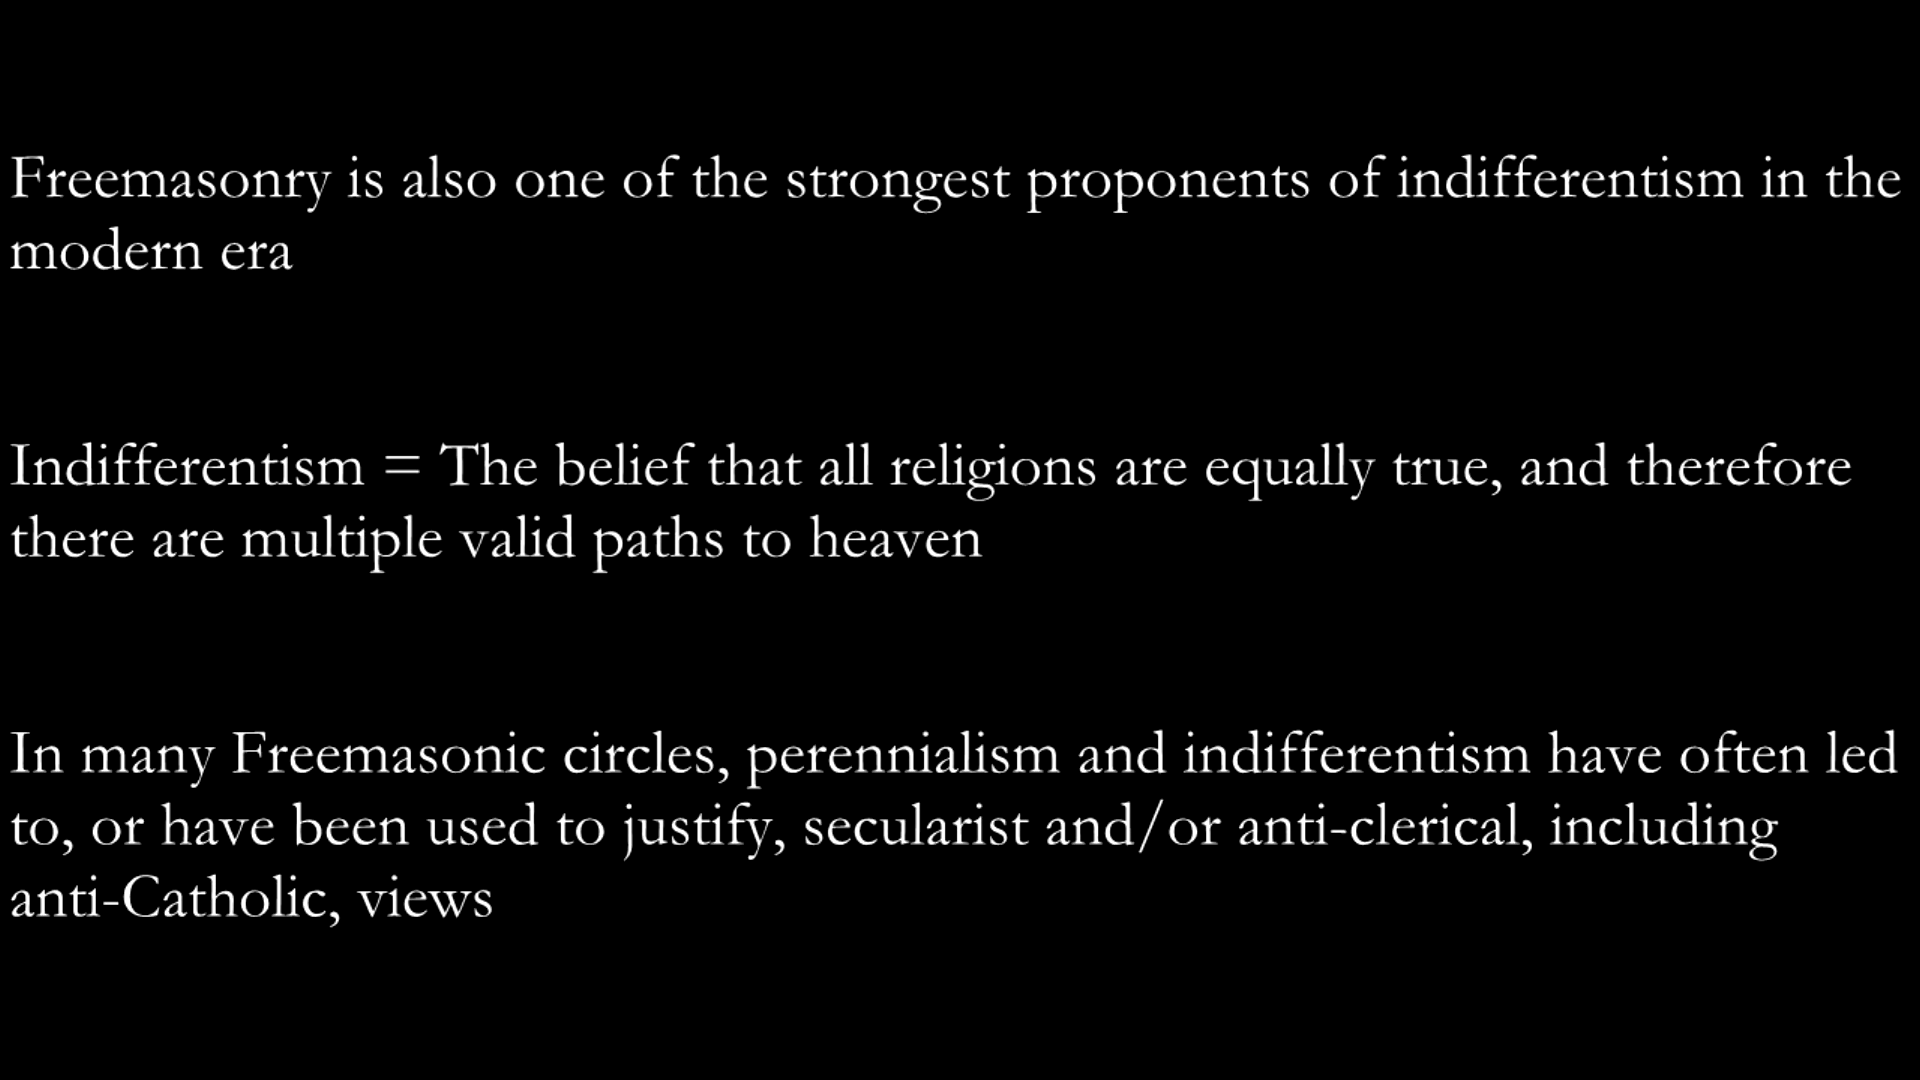 Freemasonry is also one of the strongest proponents of indifferentism in the
modern era
Indifferentism = The belief that all religions are equally true, and therefore
there are multiple valid paths to heaven
In many Freemasonic circles, perennialism and indifferentism have often led
to, or have been used to justify, secularist and/or anti-clerical, including
anti-Catholic, views